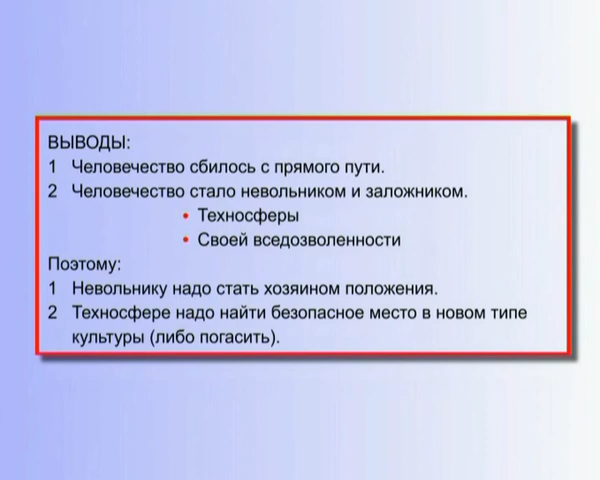 ВЫВОДЫ:
1 Человечество сбилось с прямого пути.
2 Человечество стало невольником и заложником.
• Техносферы
• Своей вседозволенности
Поэтому:
1 Невольнику надо стать хозяином положения.
2 Техносфере надо найти безопасное место в новом типе
культуры (либо погасить).